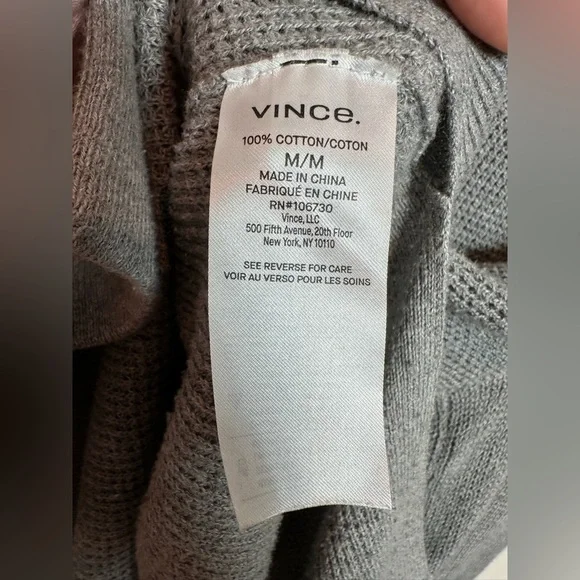 VINCE.
100% COTTON/COTON
M/M
MADE IN CHINA
FABRIQUÉ EN CHINE
RN#106730
Vince, LLC
500 Fifth Avenue, 20th Floor
New York, NY 10110
SEE REVERSE FOR CARE
VOIR AU VERSO POUR LES SOINS